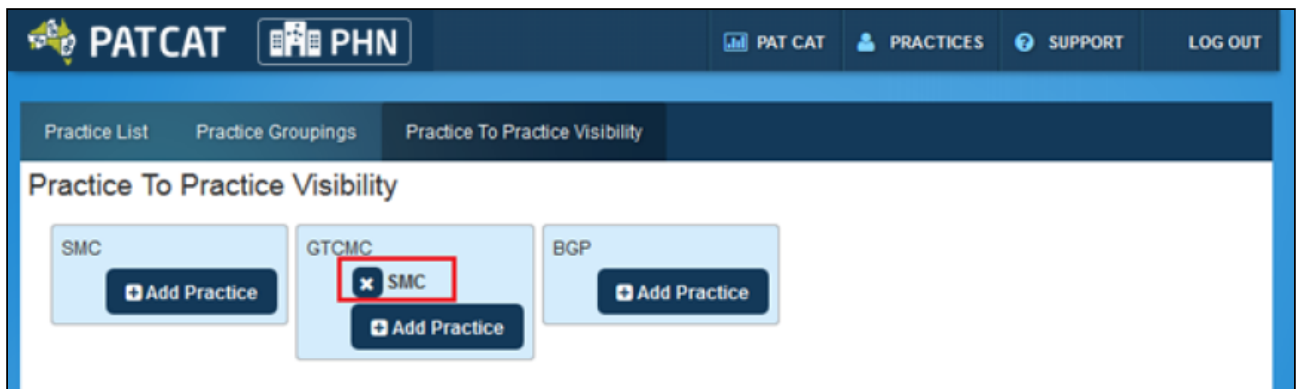 PATCAT PHN PAT CAT PRACTICES SUPPORT LOG OUT
Practice List Practice Groupings Practice To Practice Visibility
Practice To Practice Visibility
SMC
Add Practice
GTCMC
SMC
Add Practice
BGP
Add Practice